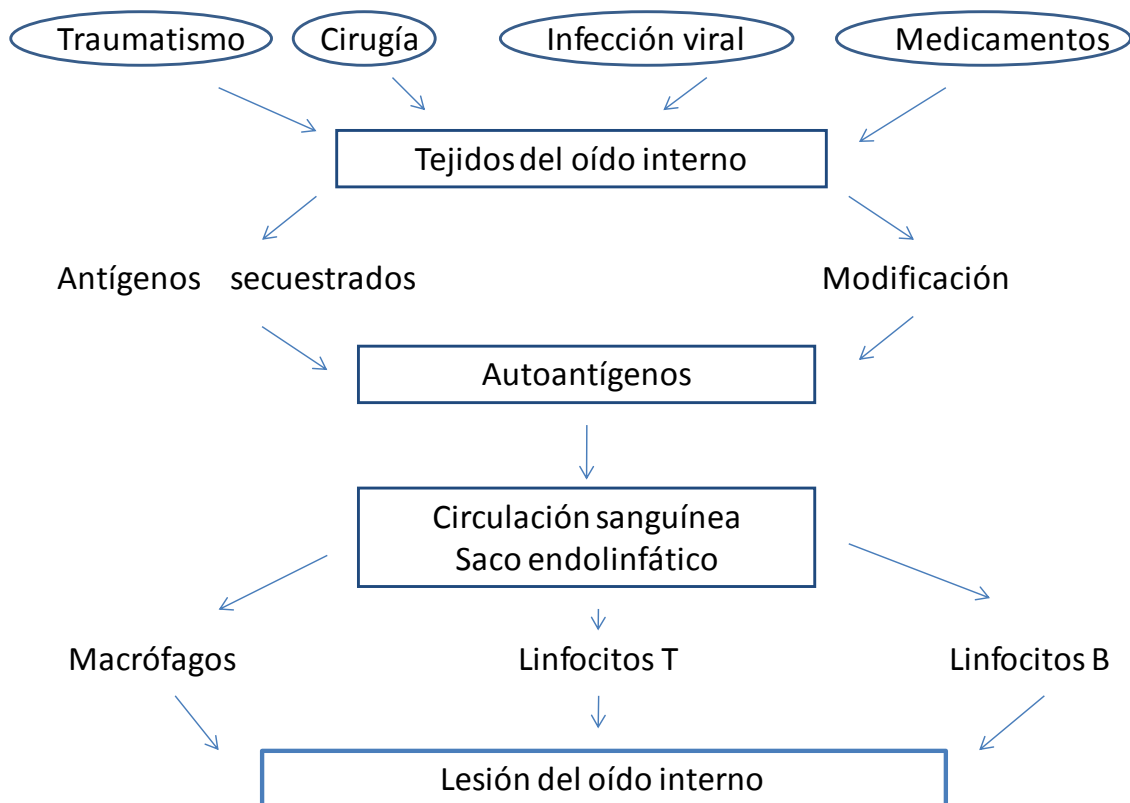 Traumatismo
Cirugía
Infección viral
Medicamentos
Tejidos del oído interno
Antígenos secuestrados
Modificación
Autoantígenos
Circulación sanguínea
Saco endolinfático
Macrófagos
Linfocitos T
Linfocitos B
Lesión del oído interno